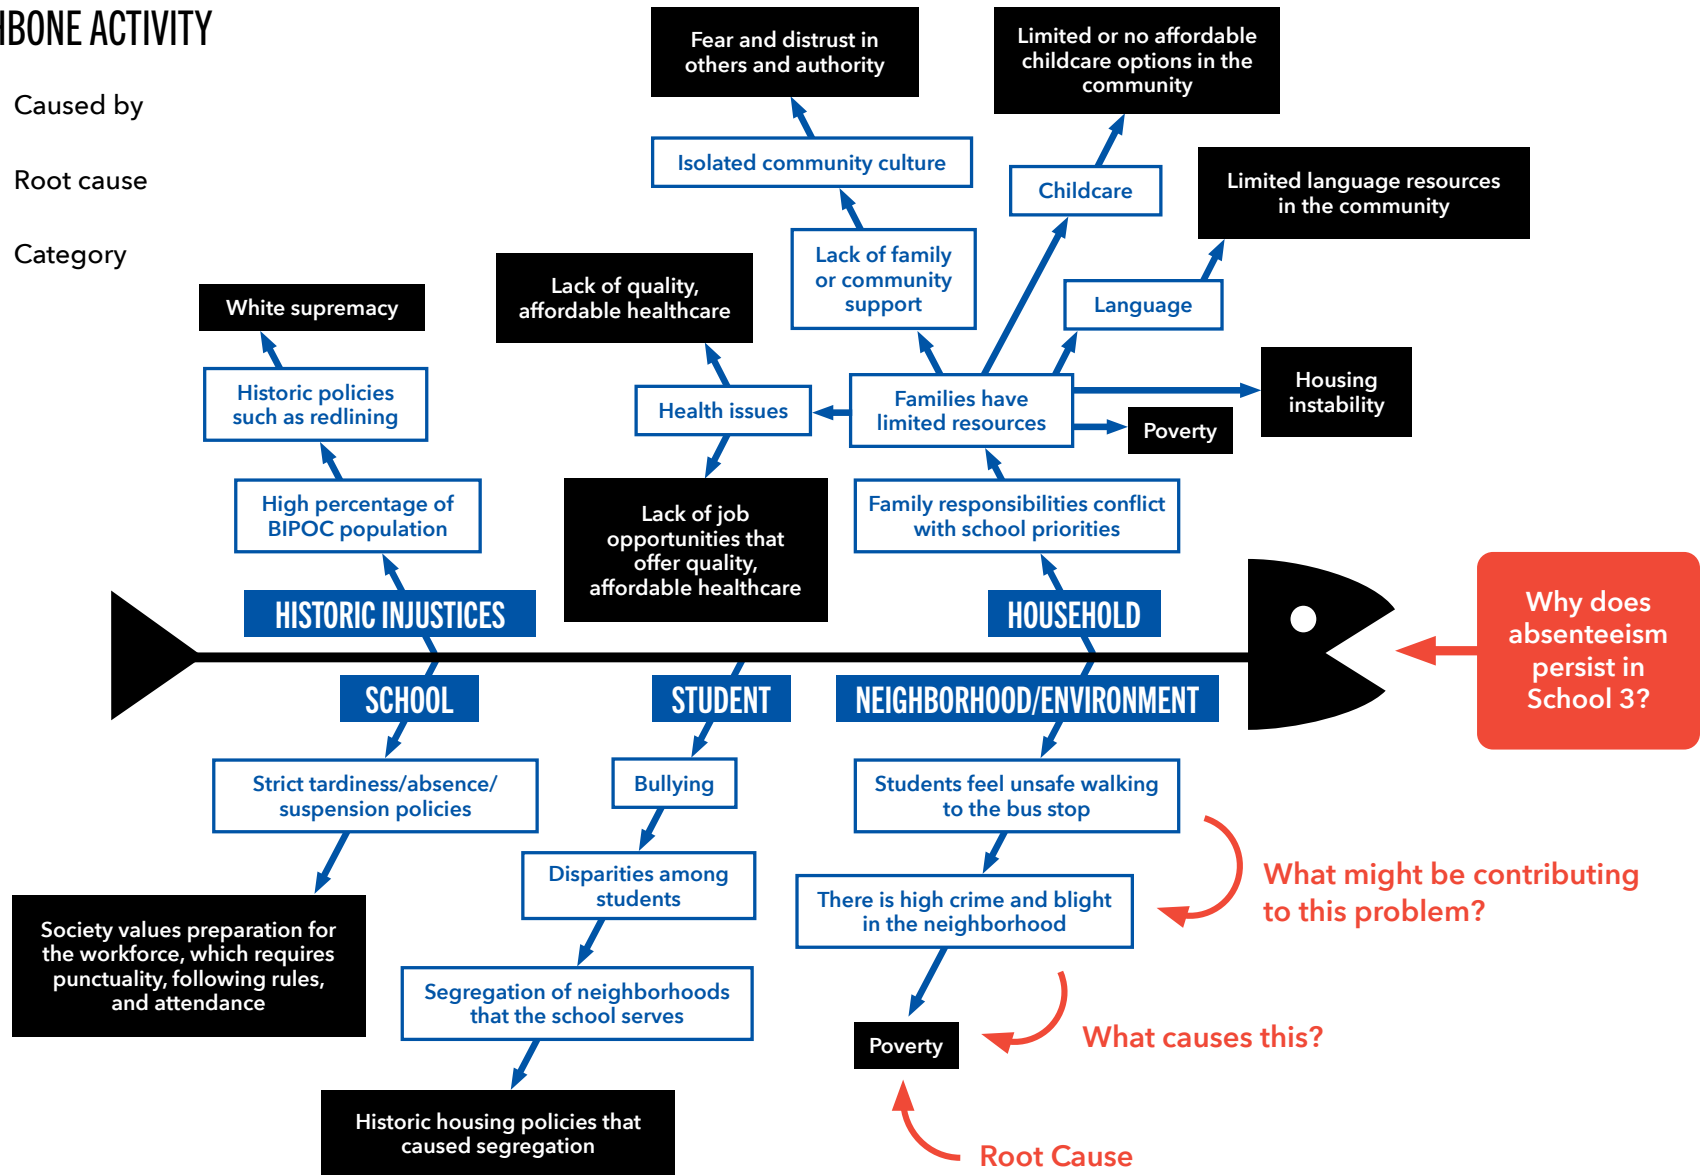 HBONE ACTIVITY
Caused by
Root cause
Category
Fear and distrust in
others and authority
Limited or no affordable
childcare options in the
community
Isolated community culture
Childcare
Limited language resources
in the community
Lack of family
or community
support
Language
Lack of quality,
affordable healthcare
White supremacy
Historic policies
such as redlining
Health issues
Families have
limited resources
Housing
instability
Poverty
High percentage of
BIPOC population
Lack of job
opportunities that
offer quality,
affordable healthcare
Family responsibilities conflict
with school priorities
HISTORIC INJUSTICES
HOUSEHOLD
Why does
absenteeism
persist in
School 3?
SCHOOL
STUDENT
NEIGHBORHOOD/ENVIRONMENT
Strict tardiness/absence/
suspension policies
Bullying
Students feel unsafe walking
to the bus stop
Disparities among
students
There is high crime and blight
in the neighborhood
What might be contributing
to this problem?
Society values preparation for
the workforce, which requires
punctuality, following rules,
and attendance
Segregation of neighborhoods
that the school serves
Poverty
What causes this?
Historic housing policies that
caused segregation
Root Cause